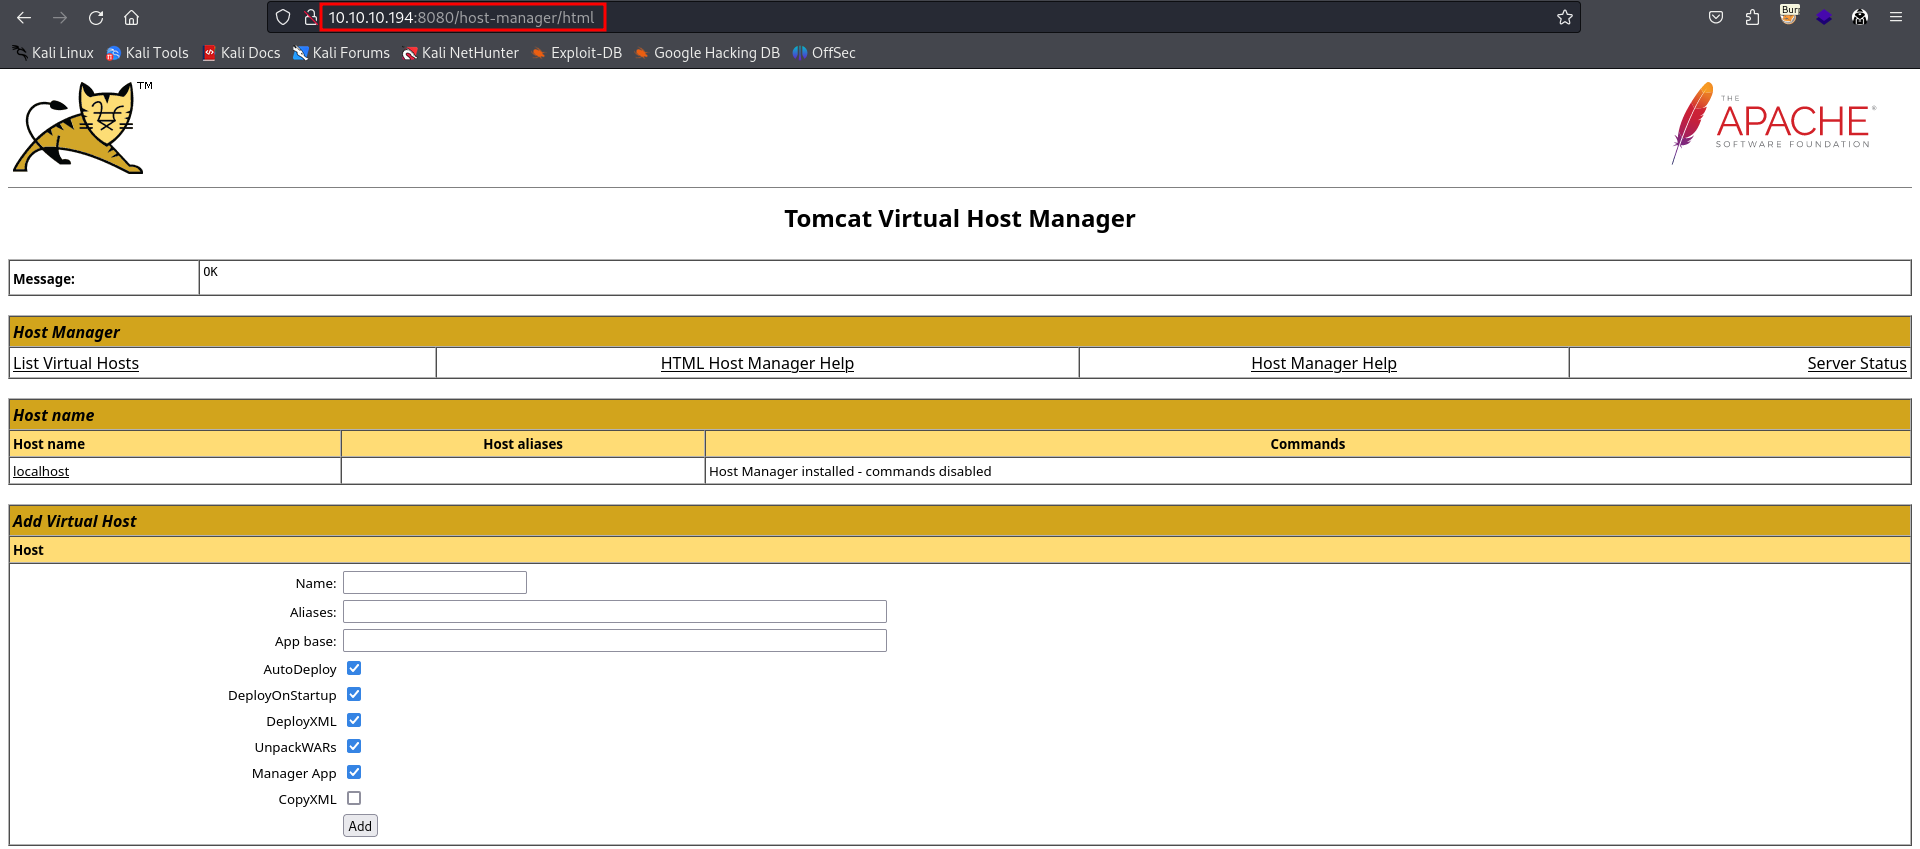 10.10.10.194:8080/host-manager/html
Bur
Kali Linux Kali Tools Kali Docs Kali Forums Kali NetHunter Exploit-DB Google Hacking DB OffSec
TM
THE
APACHE®
SOFTWARE FOUNDATION
Tomcat Virtual Host Manager
Message: OK
Host Manager
List Virtual Hosts HTML Host Manager Help Host Manager Help Server Status
Host name
Host name Host aliases Commands
localhost Host Manager installed - commands disabled
Add Virtual Host
Host
Name:
Aliases:
App base:
AutoDeploy
DeployOnStartup
DeployXML
UnpackWARs
Manager App
CopyXML
Add